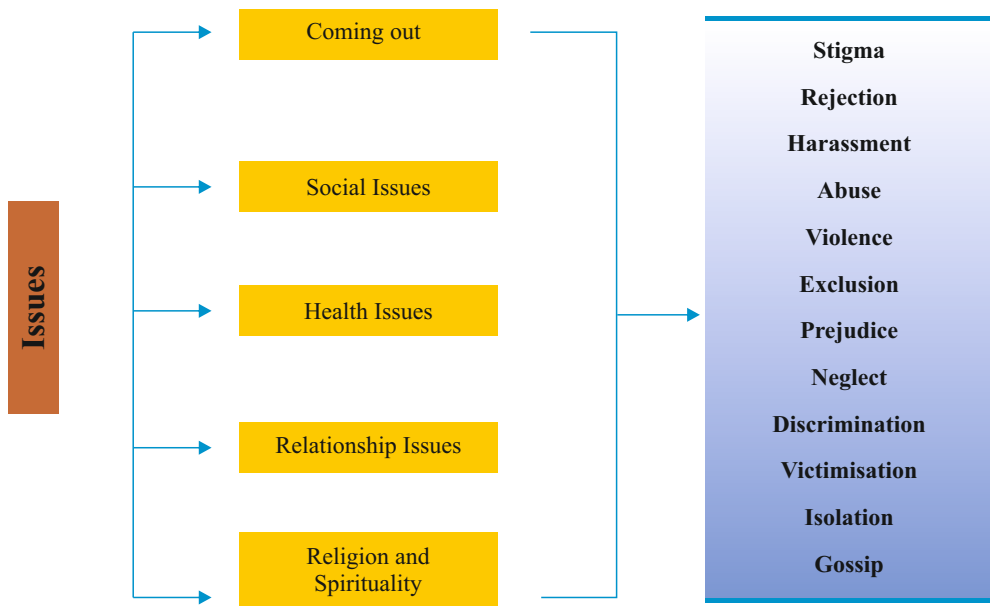 Issues
Coming out
Social Issues
Health Issues
Relationship Issues
Religion and
Spirituality
Stigma
Rejection
Harassment
Abuse
Violence
Exclusion
Prejudice
Neglect
Discrimination
Victimisation
Isolation
Gossip